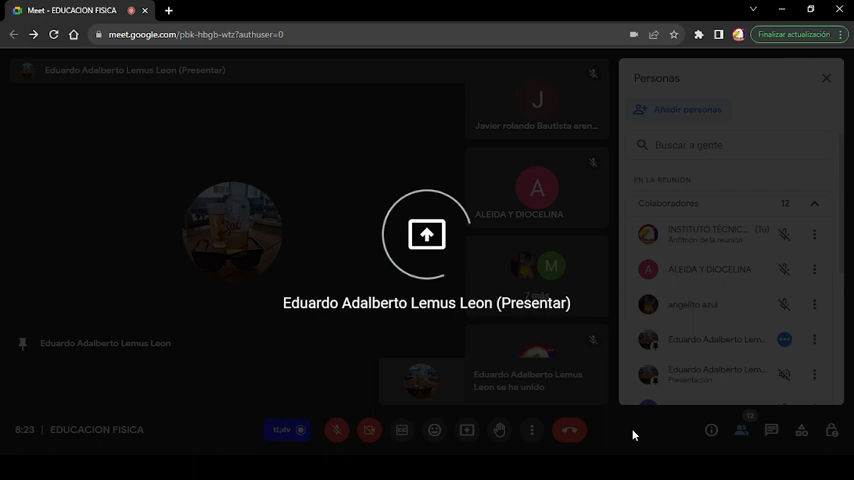 Meet - EDUCACION FISICA
meet.google.com/pbk-hbgb-wtz?authuser=0
Finalizar actualización
Eduardo Adalberto Lemus Leon (Presentar)
J
Javier rolando Bautista aren...
A
ALEIDA Y DIOCELINA
M
Eduardo Adalberto Lemus Leon (Presentar)
Eduardo Adalberto Lemus Leon
Eduardo Adalberto Lemus
Leon se ha unido
Personas
Añadir personas
Buscar a gente
EN LA REUNIÓN
Colaboradores 12
INSTITUTO TÉCNIC... (Tú)
Anfitrión de la reunión
A ALEIDA Y DIOCELINA
angelito azul
Eduardo Adalberto Lem...
Eduardo Adalberto Lem...
Presentación
8:23 | EDUCACION FISICA
tl;dv
12